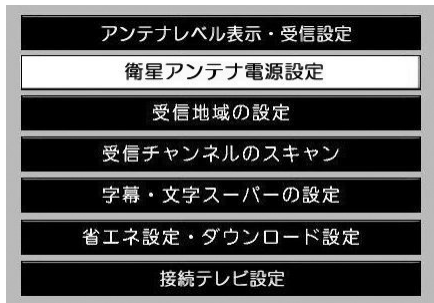 アンテナレベル表示・受信設定
衛星アンテナ電源設定
受信地域の設定
受信チャンネルのスキャン
字幕・文字スーパーの設定
省エネ設定・ダウンロード設定
接続テレビ設定